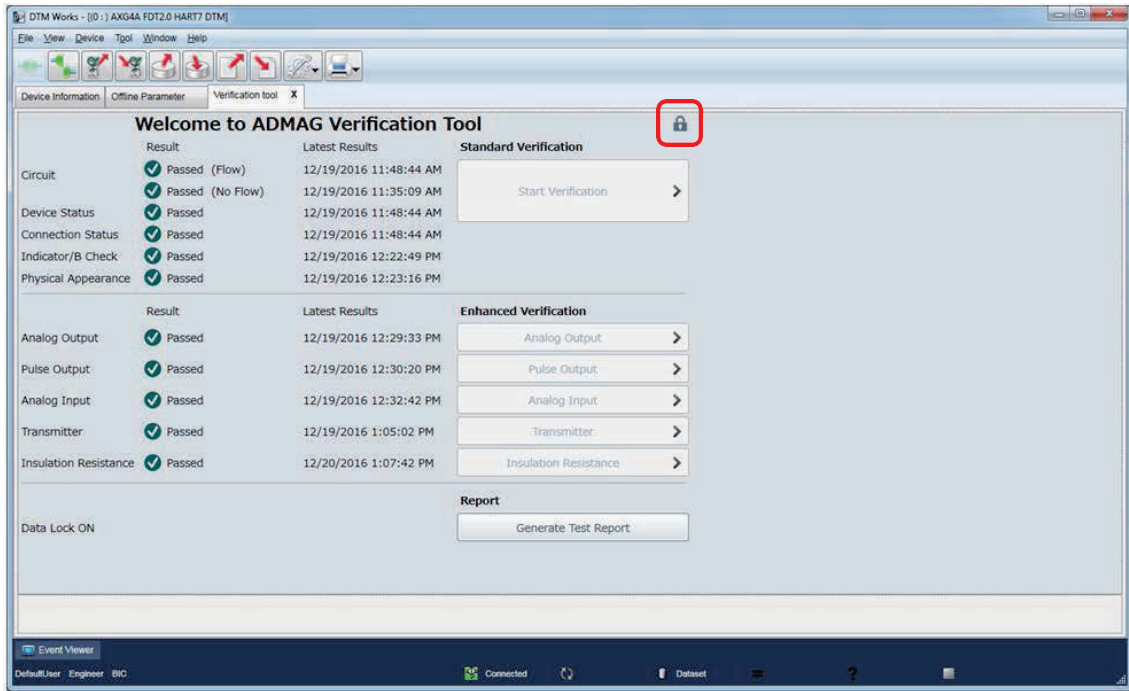 DTM Works - [(0 : ) AXG4A FDT2.0 HART7 DTM]
File View Device Tool Window Help
Device Information Offline Parameter Verification tool X
Welcome to ADMAG Verification Tool
Result Latest Results Standard Verification
Circuit Passed (Flow) 12/19/2016 11:48:44 AM
Passed (No Flow) 12/19/2016 11:35:09 AM Start Verification
Device Status Passed 12/19/2016 11:48:44 AM
Connection Status Passed 12/19/2016 11:48:44 AM
Indicator/B Check Passed 12/19/2016 12:22:49 PM
Physical Appearance Passed 12/19/2016 12:23:16 PM
Result Latest Results Enhanced Verification
Analog Output Passed 12/19/2016 12:29:33 PM Analog Output
Pulse Output Passed 12/19/2016 12:30:20 PM Pulse Output
Analog Input Passed 12/19/2016 12:32:42 PM Analog Input
Transmitter Passed 12/19/2016 1:05:02 PM Transmitter
Insulation Resistance Passed 12/20/2016 1:07:42 PM Insulation Resistance
Report
Data Lock ON Generate Test Report
Event Viewer
DefaultUser Engineer BIC Connected Dataset ?